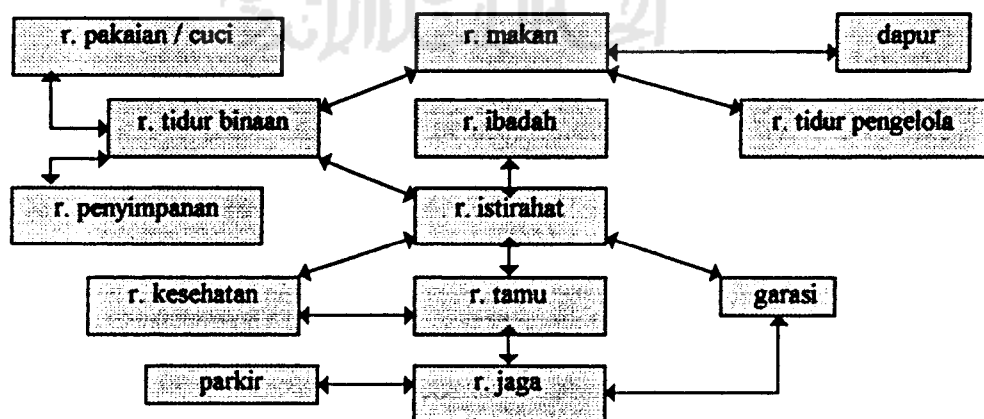 r. pakaian / cuci
r. makan
dapur
r. tidur binaan
r. ibadah
r. tidur pengelola
r. penyimpanan
r. istirahat
r. kesehatan
r. tamu
garasi
parkir
r. jaga